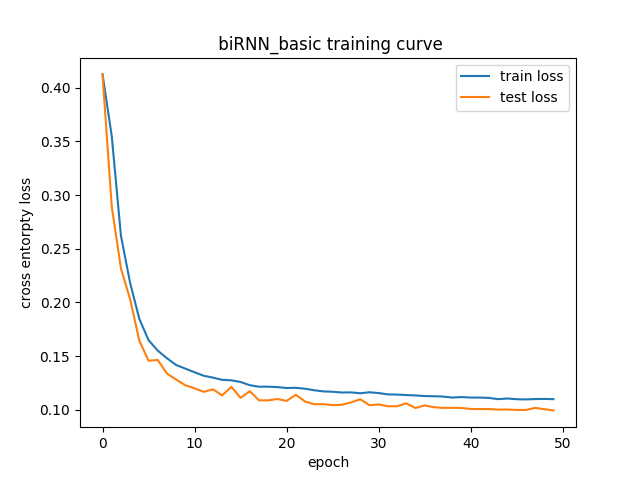 biRNN_basic training curve
train loss
test loss
cross entorpty loss
0.40
0.35
0.30
0.25
0.20
0.15
0.10
0 10 20 30 40 50
epoch